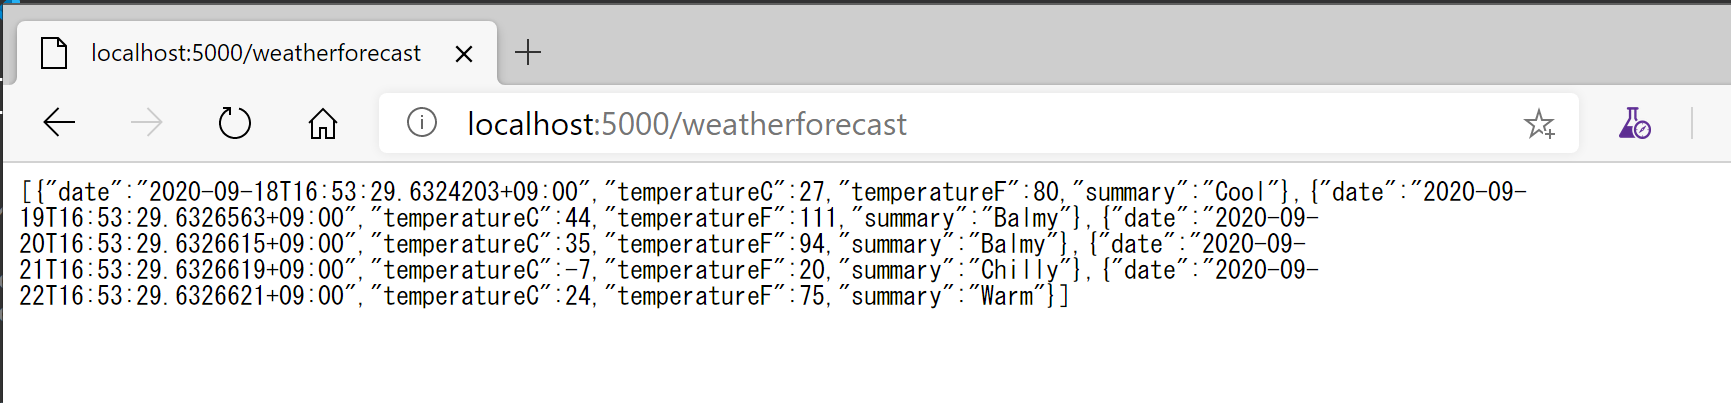 localhost:5000/weatherforecast
localhost:5000/weatherforecast
[{"date":"2020-09-18T16:53:29.6324203+09:00","temperatureC":27,"temperatureF":80,"summary":"Cool"},{"date":"2020-09-
19T16:53:29.6326563+09:00","temperatureC":44,"temperatureF":111,"summary":"Balmy"},{"date":"2020-09-
20T16:53:29.6326615+09:00","temperatureC":35,"temperatureF":94,"summary":"Balmy"},{"date":"2020-09-
21T16:53:29.6326619+09:00","temperatureC":-7,"temperatureF":20,"summary":"Chilly"},{"date":"2020-09-
22T16:53:29.6326621+09:00","temperatureC":24,"temperatureF":75,"summary":"Warm"}]